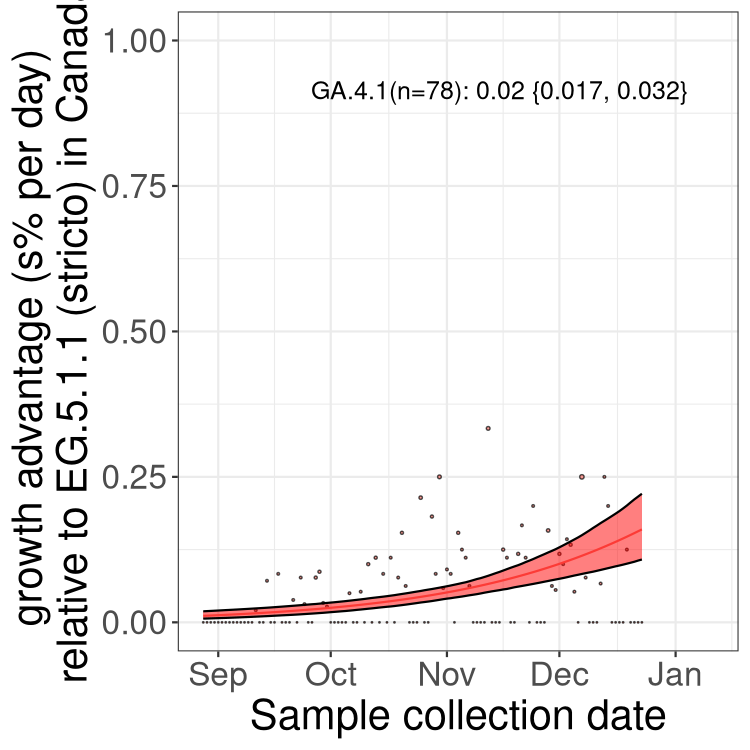 growth advantage (s% per day)
relative to EG.5.1.1 (stricto) in Canada
1.00
0.75
0.50
0.25
0.00
GA.4.1(n=78): 0.02 {0.017, 0.032}
Sep Oct Nov Dec Jan
Sample collection date